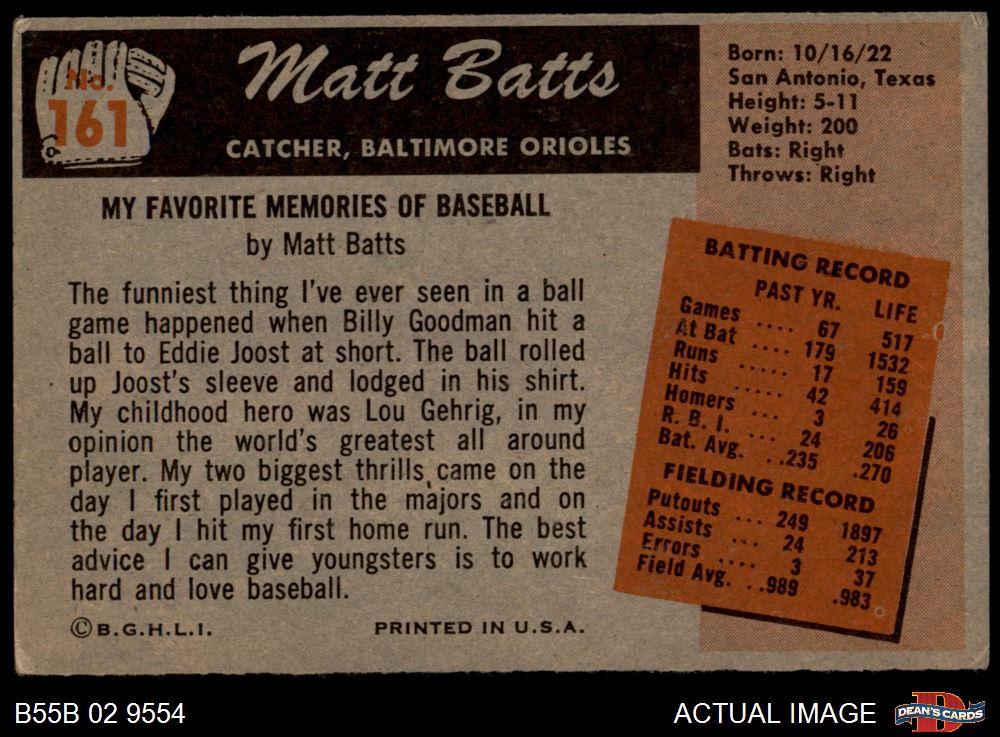 No.
161
Matt Batts
CATCHER, BALTIMORE ORIOLES
Born: 10/16/22
San Antonio, Texas
Height: 5-11
Weight: 200
Bats: Right
Throws: Right
MY FAVORITE MEMORIES OF BASEBALL
by Matt Batts
The funniest thing I've ever seen in a ball
game happened when Billy Goodman hit a
ball to Eddie Joost at short. The ball rolled
up Joost's sleeve and lodged in his shirt.
My childhood hero was Lou Gehrig, in my
opinion the world's greatest all around
player. My two biggest thrills came on the
day I first played in the majors and on
the day I hit my first home run. The best
advice I can give youngsters is to work
hard and love baseball.
©B.G.H.L.I. PRINTED IN U.S.A.
BATTING RECORD
PAST YR. LIFE
Games .... 67 517
At Bat .... 179 1532
Runs ..... 17 159
Hits ..... 42 414
Homers ... 3 26
R. B. I. ... 24 206
Bat. Avg. ..235 .270
FIELDING RECORD
Putouts ... 249 1897
Assists ... 24 213
Errors .... 3 37
Field Avg. ..989 .983
B55B 02 9554
ACTUAL IMAGE
DEAN'S CARDS